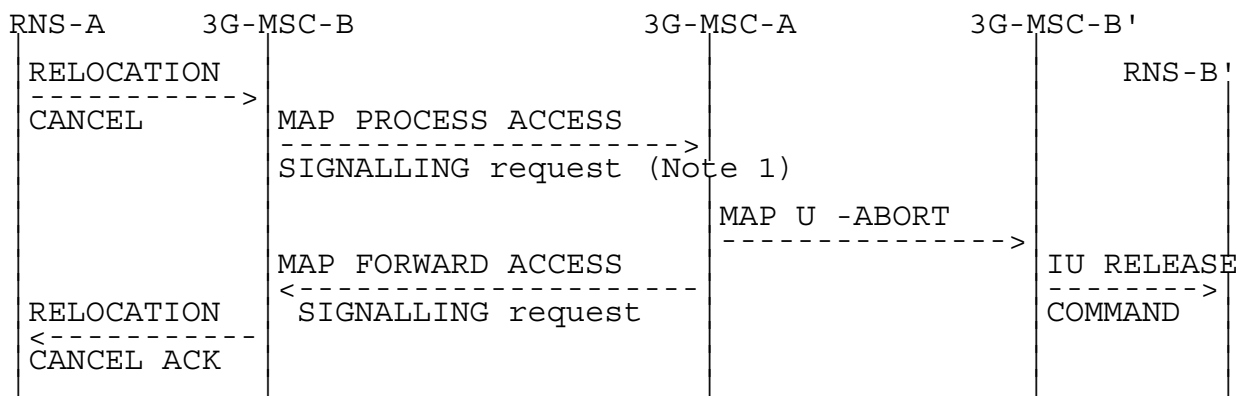 RNS-A 3G-MSC-B 3G-MSC-A 3G-MSC-B'
RELOCATION RNS-B'
CANCEL MAP PROCESS ACCESS
SIGNALLING request (Note 1)
MAP U -ABORT
MAP FORWARD ACCESS IU RELEASE
RELOCATION SIGNALLING request COMMAND
CANCEL ACK